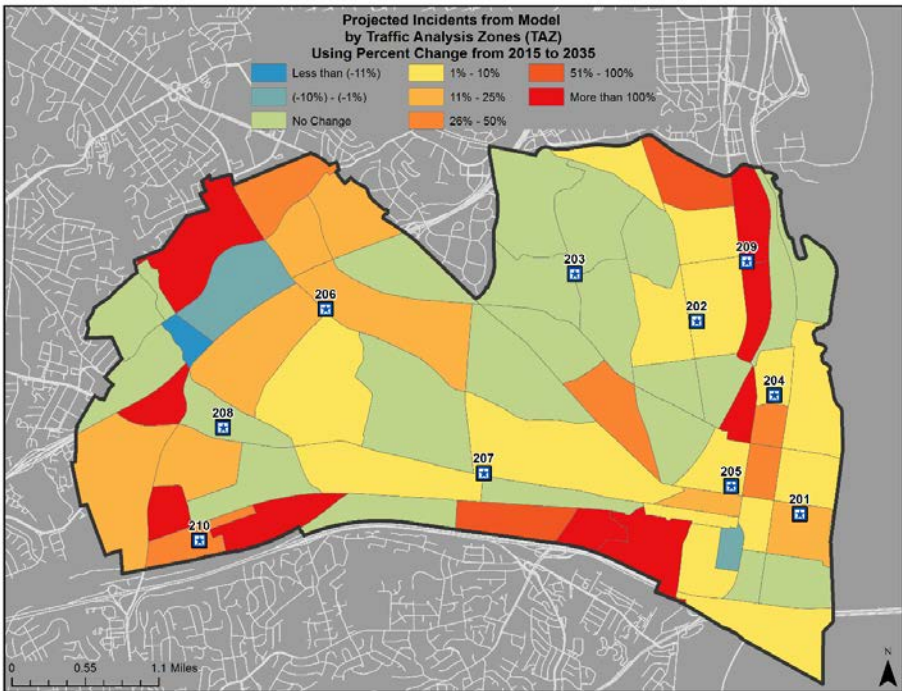 Projected Incidents from Model
by Traffic Analysis Zones (TAZ)
Using Percent Change from 2015 to 2035
Less than (-11%)
(-10%) - (-1%)
No Change
1% - 10%
11% - 25%
26% - 50%
51% - 100%
More than 100%
209
203
206
202
204
208
207
205
201
210
0 0.55 1.1 Miles
N